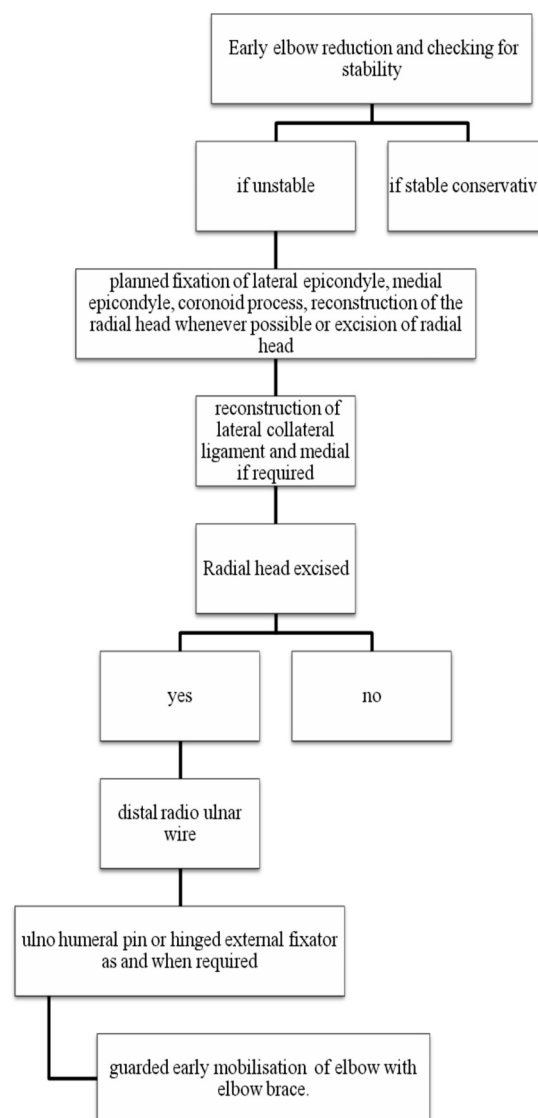 Early elbow reduction and checking for
stability
if unstable
if stable conservativ
planned fixation of lateral epicondyle, medial
epicondyle, coronoid process, reconstruction of the
radial head whenever possible or excision of radial
head
reconstruction of
lateral collateral
ligament and medial
if required
Radial head excised
yes
no
distal radio ulnar
wire
ulno humeral pin or hinged external fixator
as and when required
guarded early mobilisation of elbow with
elbow brace.